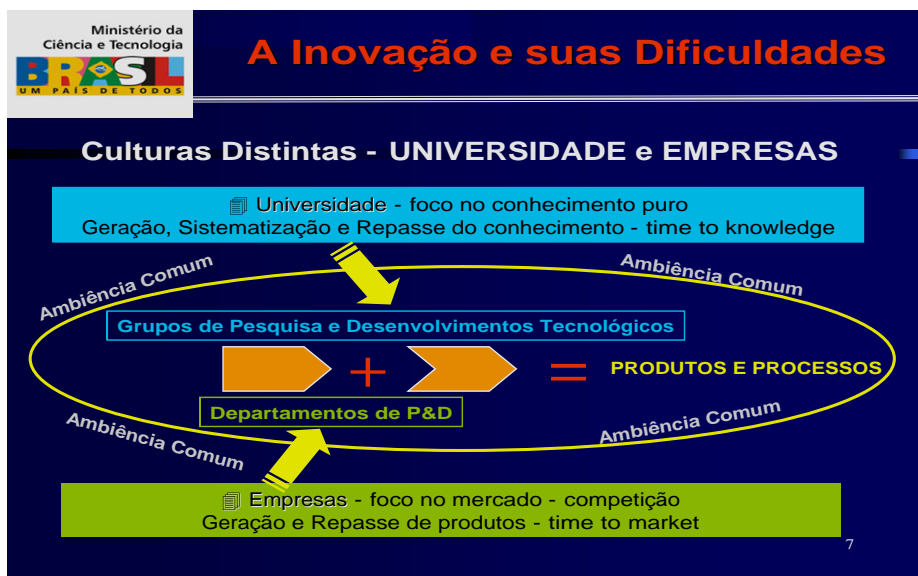 Ministério da
Ciência e Tecnologia
BRASIL
UM PAÍS DE TODOS
A Inovação e suas Dificuldades
Culturas Distintas - UNIVERSIDADE e EMPRESAS
Universidade - foco no conhecimento puro
Geração, Sistematização e Repasse do conhecimento - time to knowledge
Ambiência Comum
Ambiência Comum
Grupos de Pesquisa e Desenvolvimentos Tecnológicos
+ = PRODUTOS E PROCESSOS
Departamentos de P&D
Ambiência Comum
Ambiência Comum
Empresas - foco no mercado - competição
Geração e Repasse de produtos - time to market
7